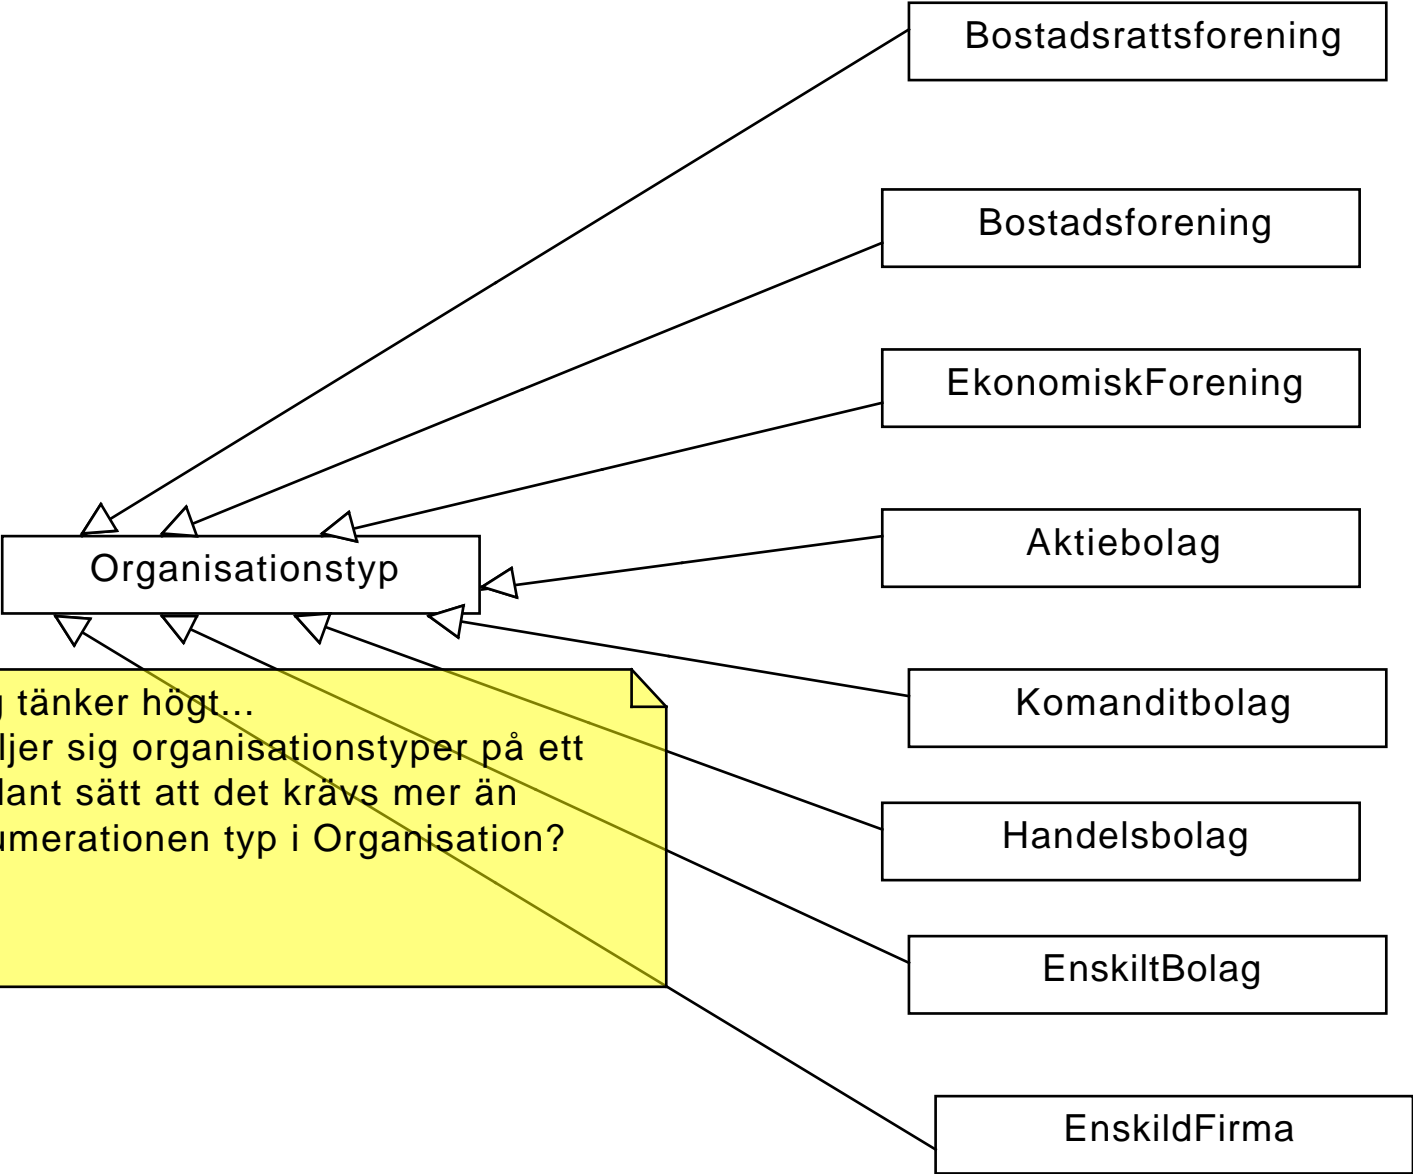 Bostadsrattsforening
Bostadsforening
EkonomiskForening
Aktiebolag
Organisationstyp
Komanditbolag
g tänker högt...
ljer sig organisationstyper på ett
dant sätt att det krävs mer än
umerationen typ i Organisation?
Handelsbolag
EnskiltBolag
EnskildFirma